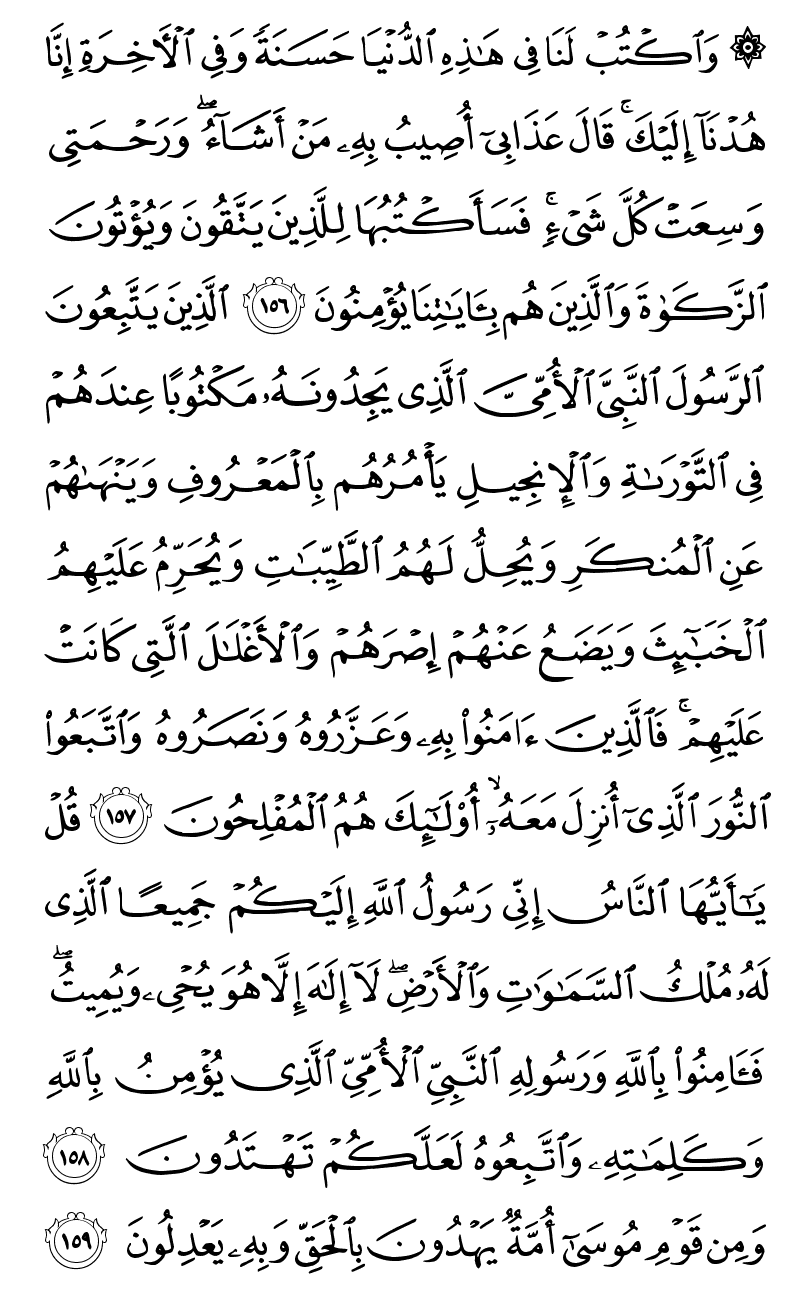 ۞ وَٱكۡتُبۡ لَنَا فِي هَٰذِهِ ٱلدُّنۡيَا حَسَنَةٗ وَفِي ٱلۡأٓخِرَةِ إِنَّا
هُدۡنَآ إِلَيۡكَۚ قَالَ عَذَابِيٓ أُصِيبُ بِهِۦ مَنۡ أَشَآءُۖ وَرَحۡمَتِي
وَسِعَتۡ كُلَّ شَيۡءٖۚ فَسَأَكۡتُبُهَا لِلَّذِينَ يَتَّقُونَ وَيُؤۡتُونَ
ٱلزَّكَوٰةَ وَٱلَّذِينَ هُم بِـَٔايَٰتِنَا يُؤۡمِنُونَ ١٥٦ ٱلَّذِينَ يَتَّبِعُونَ
ٱلرَّسُولَ ٱلنَّبِيَّ ٱلۡأُمِّيَّ ٱلَّذِي يَجِدُونَهُۥ مَكۡتُوبًا عِندَهُمۡ
فِي ٱلتَّوۡرَىٰةِ وَٱلۡإِنجِيلِ يَأۡمُرُهُم بِٱلۡمَعۡرُوفِ وَيَنۡهَىٰهُمۡ
عَنِ ٱلۡمُنكَرِ وَيُحِلُّ لَهُمُ ٱلطَّيِّبَٰتِ وَيُحَرِّمُ عَلَيۡهِمُ
ٱلۡخَبَٰٓئِثَ وَيَضَعُ عَنۡهُمۡ إِصۡرَهُمۡ وَٱلۡأَغۡلَٰلَ ٱلَّتِي كَانَتۡ
عَلَيۡهِمۡۚ فَٱلَّذِينَ ءَامَنُواْ بِهِۦ وَعَزَّرُوهُ وَنَصَرُوهُ وَٱتَّبَعُواْ
ٱلنُّورَ ٱلَّذِيٓ أُنزِلَ مَعَهُۥٓۙ أُوْلَٰٓئِكَ هُمُ ٱلۡمُفۡلِحُونَ ١٥٧ قُلۡ
يَٰٓأَيُّهَا ٱلنَّاسُ إِنِّي رَسُولُ ٱللَّهِ إِلَيۡكُمۡ جَمِيعًا ٱلَّذِي
لَهُۥ مُلۡكُ ٱلسَّمَٰوَٰتِ وَٱلۡأَرۡضِۖ لَآ إِلَٰهَ إِلَّا هُوَ يُحۡيِۦ وَيُمِيتُۖ
فَـَٔامِنُواْ بِٱللَّهِ وَرَسُولِهِ ٱلنَّبِيِّ ٱلۡأُمِّيِّ ٱلَّذِي يُؤۡمِنُ بِٱللَّهِ
وَكَلِمَٰتِهِۦ وَٱتَّبِعُوهُ لَعَلَّكُمۡ تَهۡتَدُونَ ١٥٨
وَمِن قَوۡمِ مُوسَىٰٓ أُمَّةٞ يَهۡدُونَ بِٱلۡحَقِّ وَبِهِۦ يَعۡدِلُونَ ١٥٩